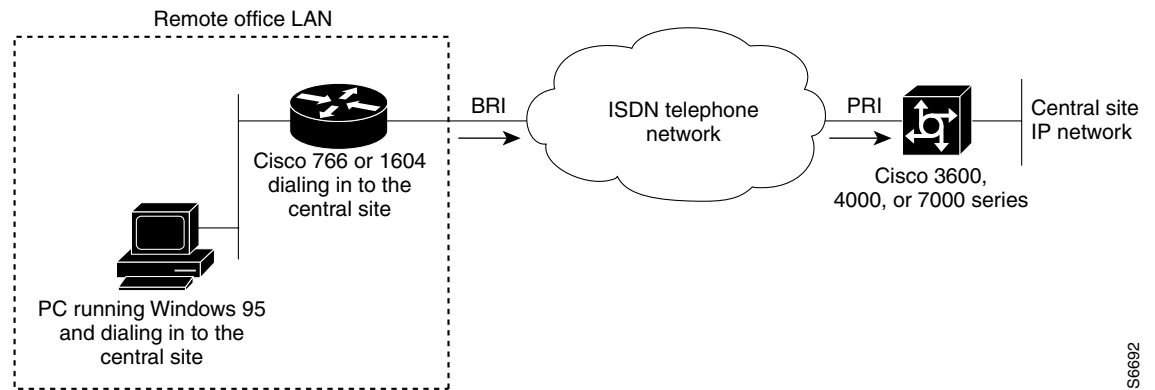 Remote office LAN
BRI
ISDN telephone
network
PRI
Central site
IP network
Cisco 766 or 1604
dialing in to the
central site
Cisco 3600,
4000, or 7000 series
PC running Windows 95
and dialing in to the
central site
S6692